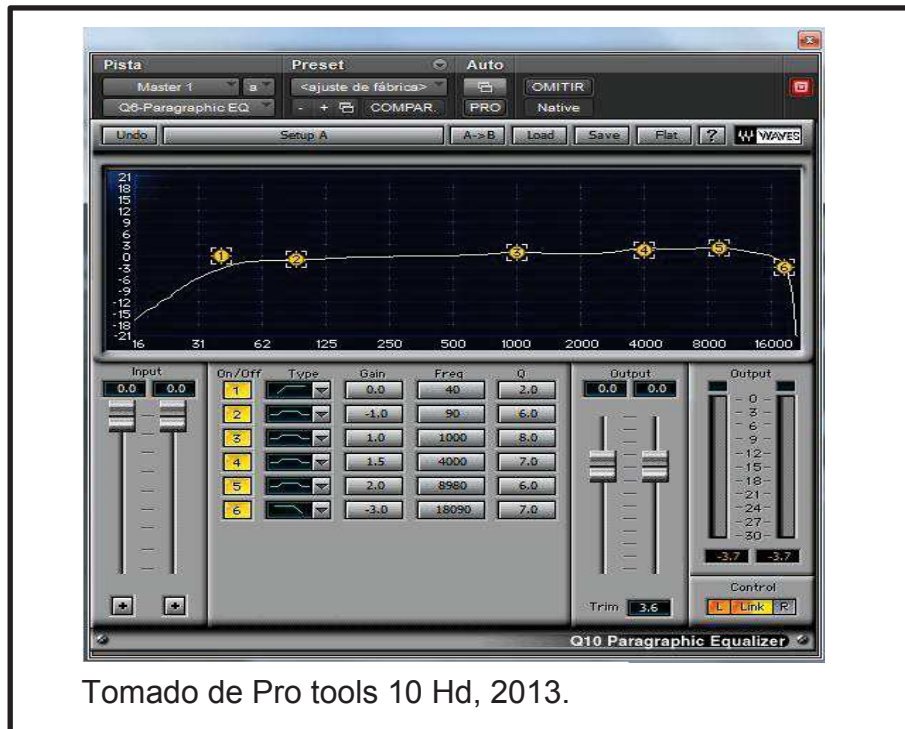 Pista Preset Auto
Master 1 a <ajuste de fábrica> OMITIR
Q6-Paragraphic EQ - + COMPAR. PRO Native
Undo Setup A A->B Load Save Flat ? WAVES
21
18
15
12
9
6
3
0
-3
-6
-9
-12
-15
-18
-21
1 2 3 4 5 6
16 31 62 125 250 500 1000 2000 4000 8000 16000
Input On/Off Type Gain Freq Q Output Output
0.0 0.0 1 0.0 40 2.0 0.0 0.0
2 -1.0 90 6.0
3 1.0 1000 8.0
4 1.5 4000 7.0
5 2.0 8980 6.0
6 -3.0 18090 7.0
- 0 -
- 3 -
- 6 -
- 9 -
-12-
-15-
-18-
-21-
-24-
-27-
-30-
-3.7 -3.7
Control
+ + Trim 3.6 L Link R
Q10 Paragraphic Equalizer
Tomado de Pro tools 10 Hd, 2013.